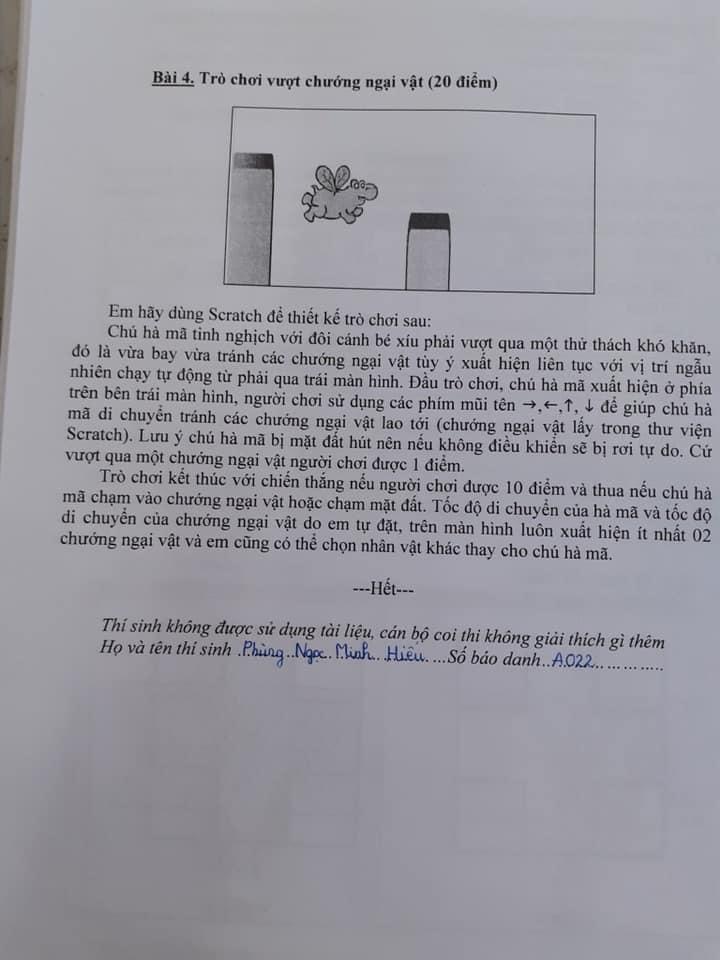 Bài 4. Trò chơi vượt chướng ngại vật (20 điểm)
Em hãy dùng Scratch để thiết kế trò chơi sau:
Chú hà mã tinh nghịch với đôi cánh bé xíu phải vượt qua một thử thách khó khăn,
đó là vừa bay vừa tránh các chướng ngại vật tùy ý xuất hiện liên tục với vị trí ngẫu
nhiên chạy tự động từ phải qua trái màn hình. Đầu trò chơi, chú hà mã xuất hiện ở phía
trên bên trái màn hình, người chơi sử dụng các phím mũi tên →,←,↑, ↓ để giúp chú hà
mã di chuyển tránh các chướng ngại vật lao tới (chướng ngại vật lấy trong thư viện
Scratch). Lưu ý chú hà mã bị mặt đất hút nên nếu không điều khiển sẽ bị rơi tự do. Cứ
vượt qua một chướng ngại vật người chơi được 1 điểm.
Trò chơi kết thúc với chiến thắng nếu người chơi được 10 điểm và thua nếu chú hà
mã chạm vào chướng ngại vật hoặc chạm mặt đất. Tốc độ di chuyển của hà mã và tốc độ
di chuyển của chướng ngại vật do em tự đặt, trên màn hình luôn xuất hiện ít nhất 02
chướng ngại vật và em cũng có thể chọn nhân vật khác thay cho chú hà mã.
---Hết---
Thí sinh không được sử dụng tài liệu, cán bộ coi thi không giải thích gì thêm
Họ và tên thí sinh .Phùng..Ngọc..Minh...Hiếu. ...Số báo danh..A.022.. ... ... .....